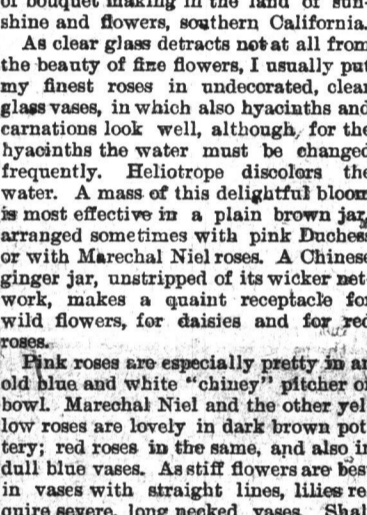 of bouquet making in the land of sun-
shine and flowers, southern California.
As clear glass detracts not at all from
the beauty of fine flowers, I usually put
my finest roses in undecorated, clear
glass vases, in which also hyacinths and
carnations look well, although, for the
hyacinths the water must be changed
frequently. Heliotrope discolors the
water. A mass of this delightful bloom
is most effective in a plain brown jar,
arranged sometimes with pink Duchess
or with Marechal Niel roses. A Chinese
ginger jar, unstripped of its wicker net-
work, makes a quaint receptacle for
wild flowers, for daisies and for red
roses.
Pink roses are especially pretty in an
old blue and white "chiney" pitcher or
bowl. Marechal Niel and the other yel
low roses are lovely in dark brown pot
tery; red roses in the same, and also in
dull blue vases. As stiff flowers are best
in vases with straight lines, lilies re
quire severe, long necked vases. Shal